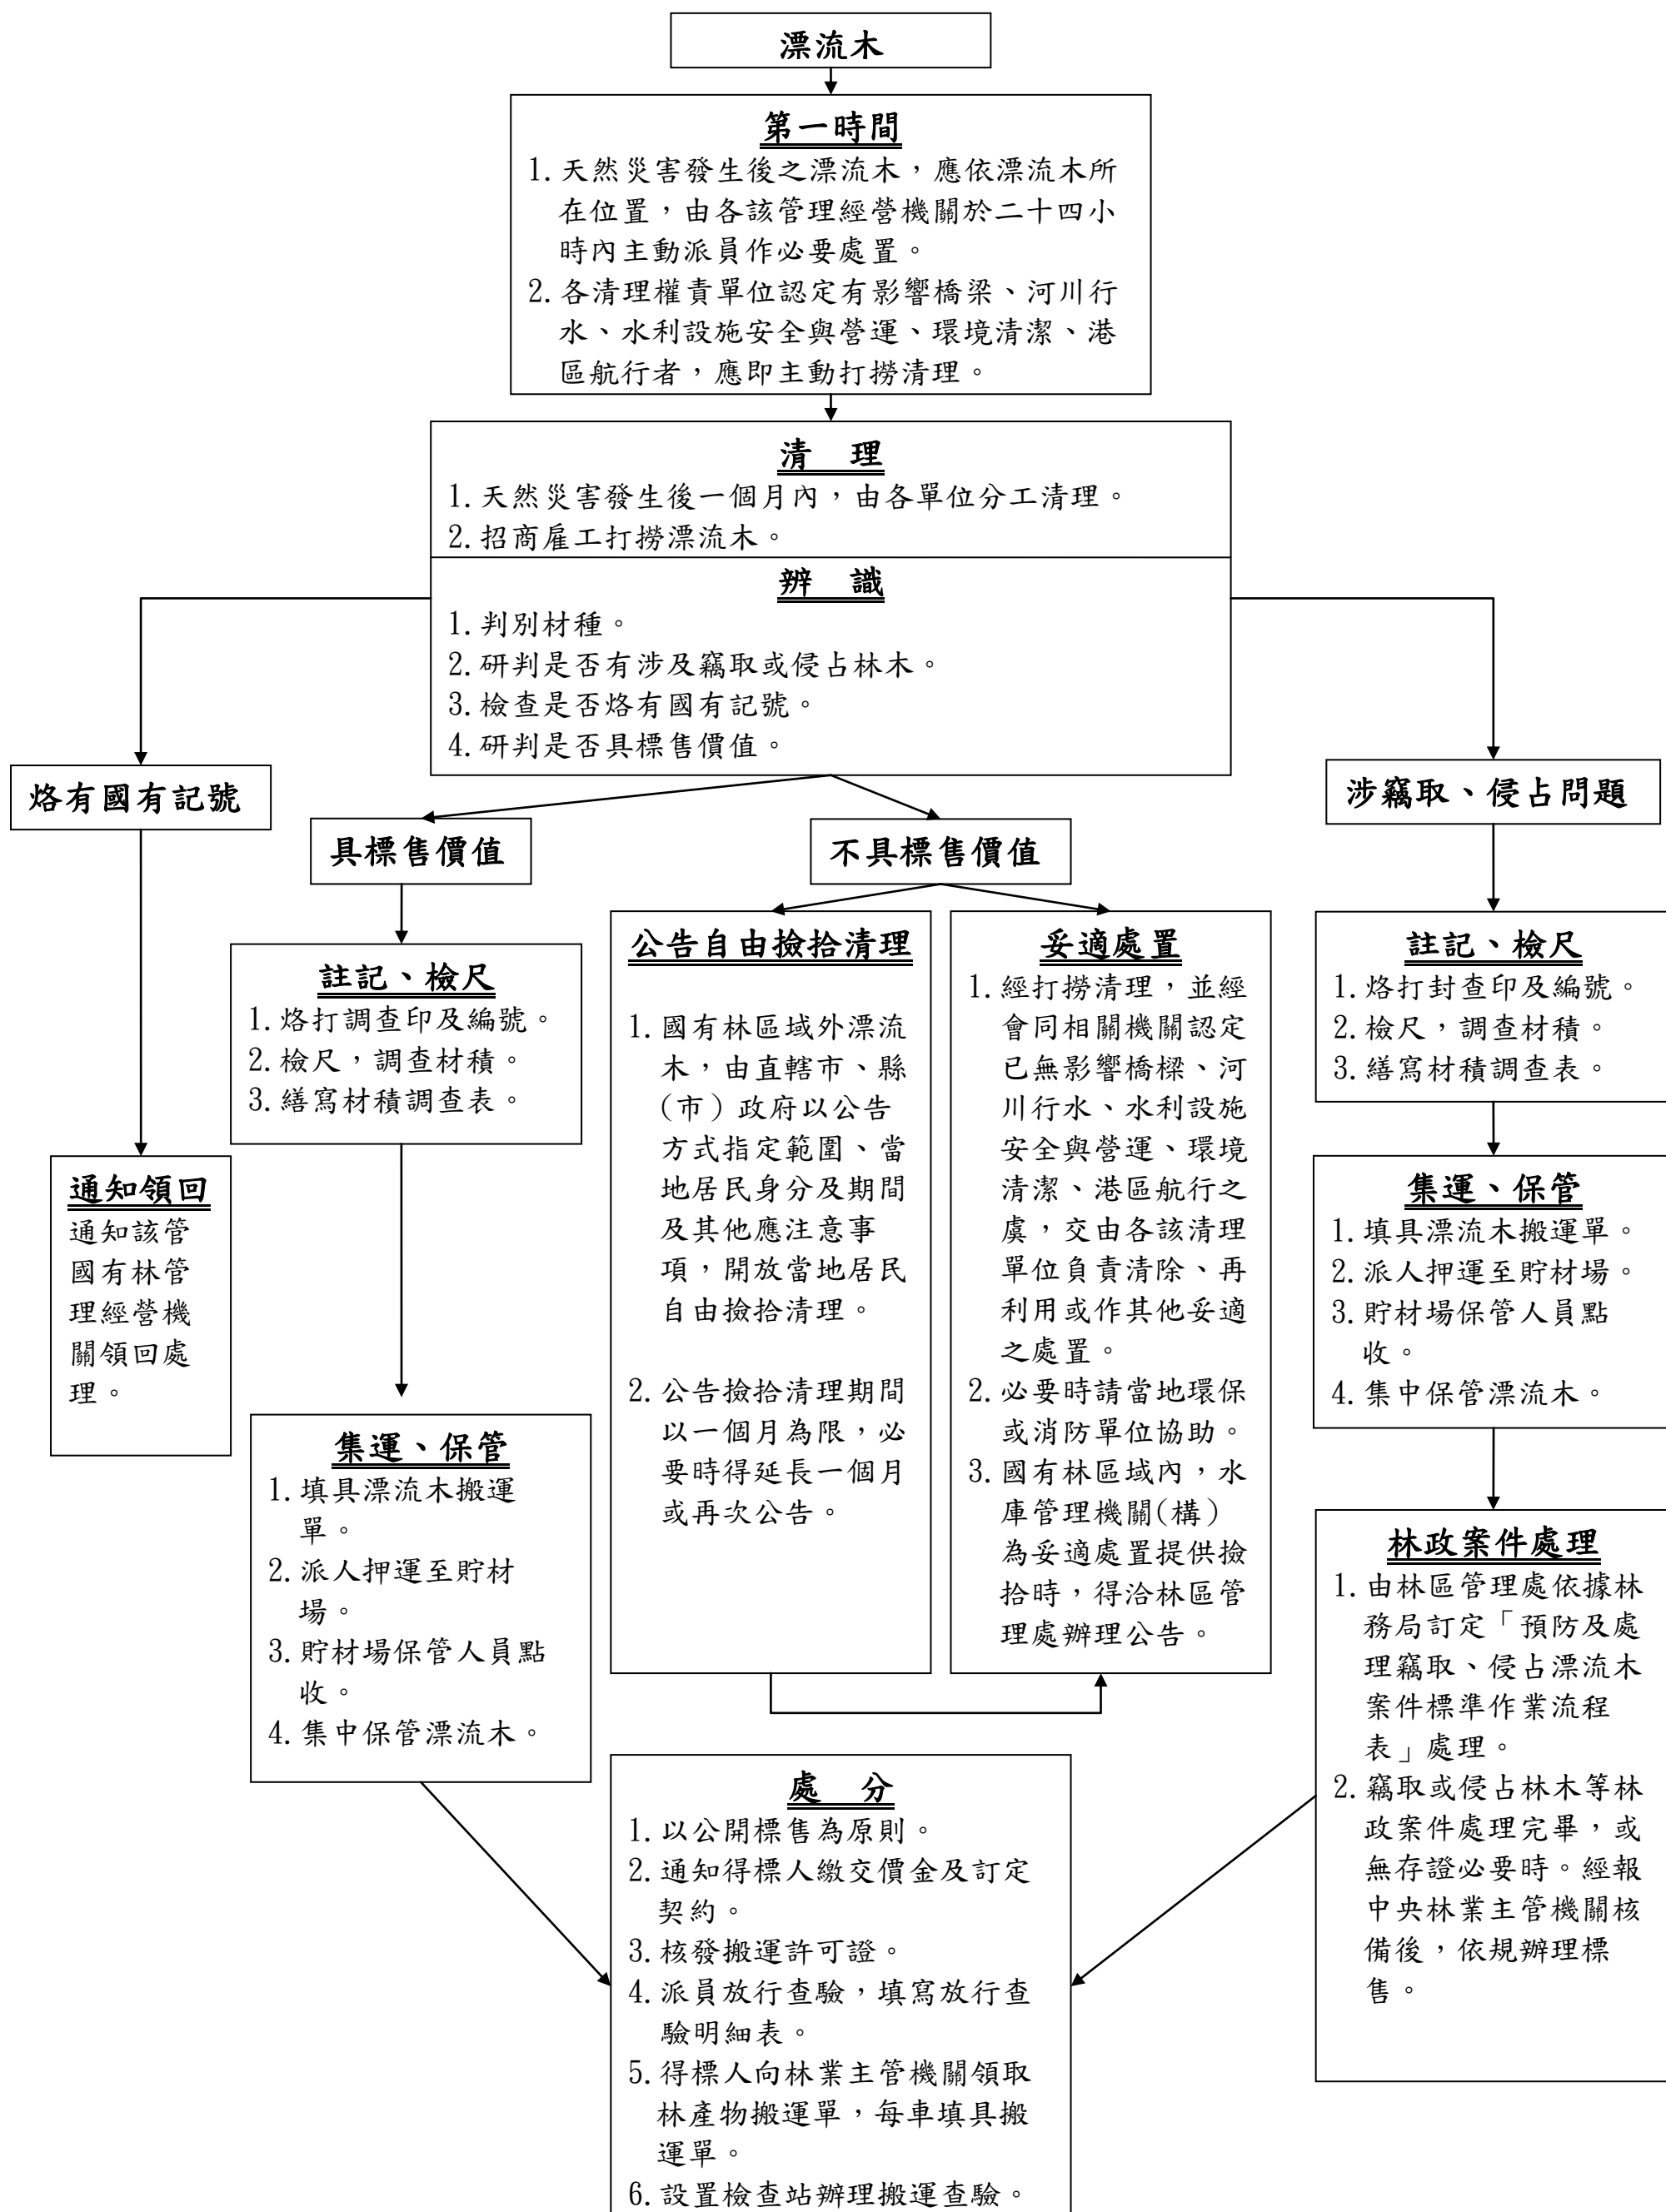 漂流木
第一時間
1.天然災害發生後之漂流木，應依漂流木所
在位置，由各該管理經營機關於二十四小
時內主動派員作必要處置。
2.各清理權責單位認定有影響橋梁、河川行
水、水利設施安全與營運、環境清潔、港
區航行者，應即主動打撈清理。
清　理
1.天然災害發生後一個月內，由各單位分工清理。
2.招商雇工打撈漂流木。
辨　識
1.判別材種。
2.研判是否有涉及竊取或侵占林木。
3.檢查是否烙有國有記號。
4.研判是否具標售價值。
烙有國有記號
通知領回
通知該管
國有林管
理經營機
關領回處
理。
具標售價值
註記、檢尺
1.烙打調查印及編號。
2.檢尺，調查材積。
3.繕寫材積調查表。
集運、保管
1.填具漂流木搬運
單。
2.派人押運至貯材
場。
3.貯材場保管人員點
收。
4.集中保管漂流木。
不具標售價值
公告自由撿拾清理
1.國有林區域外漂流
木，由直轄市、縣
(市)政府以公告
方式指定範圍、當
地居民身分及期間
及其他應注意事
項，開放當地居民
自由撿拾清理。
2.公告撿拾清理期間
以一個月為限，必
要時得延長一個月
或再次公告。
妥適處置
1.經打撈清理，並經
會同相關機關認定
已無影響橋樑、河
川行水、水利設施
安全與營運、環境
清潔、港區航行之
虞，交由各該清理
單位負責清除、再
利用或作其他妥適
之處置。
2.必要時請當地環保
或消防單位協助。
3.國有林區域內，水
庫管理機關(構)
為妥適處置提供撿
拾時，得洽林區管
理處辦理公告。
涉竊取、侵占問題
註記、檢尺
1.烙打封查印及編號。
2.檢尺，調查材積。
3.繕寫材積調查表。
集運、保管
1.填具漂流木搬運單。
2.派人押運至貯材場。
3.貯材場保管人員點
收。
4.集中保管漂流木。
林政案件處理
1.由林區管理處依據林
務局訂定「預防及處
理竊取、侵占漂流木
案件標準作業流程
表」處理。
2.竊取或侵占林木等林
政案件處理完畢，或
無存證必要時。經報
中央林業主管機關核
備後，依規辦理標
售。
處　分
1.以公開標售為原則。
2.通知得標人繳交價金及訂定
契約。
3.核發搬運許可證。
4.派員放行查驗，填寫放行查
驗明細表。
5.得標人向林業主管機關領取
林產物搬運單，每車填具搬
運單。
6.設置檢查站辦理搬運查驗。